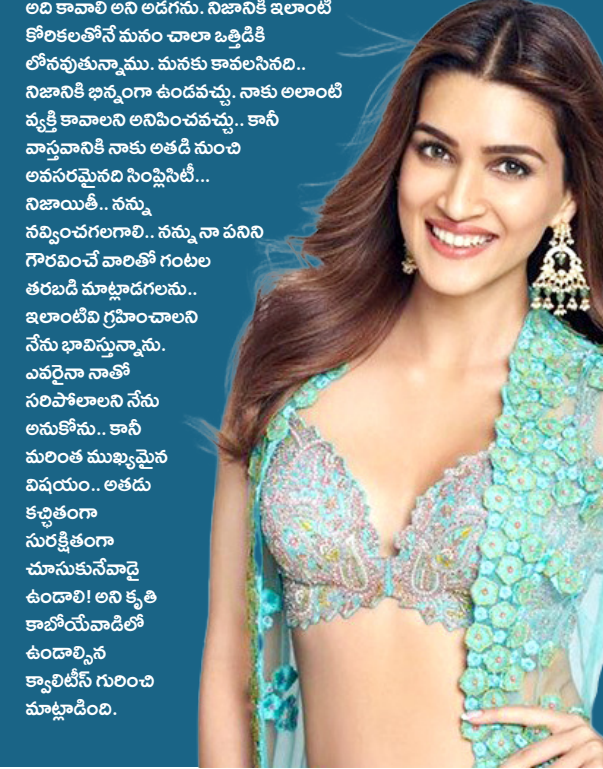 అది కావాలి అని అడగను. నిజానికి ఇలాంటి
కోరికలతోనే మనం చాలా ఒత్తిడికి
లోనవుతున్నాము. మనకు కావలసినది..
నిజానికి భిన్నంగా ఉండవచ్చు. నాకు అలాంటి
వ్యక్తి కావాలని అనిపించవచ్చు.. కానీ
వాస్తవానికి నాకు అతడి నుంచి
అవసరమైనది సింప్లిసిటీ...
నిజాయితీ.. నన్ను
నవ్వించగలగాలి.. నన్ను నా పనిని
గౌరవించే వారితో గంటల
తరబడి మాట్లాడగలను..
ఇలాంటివి గ్రహించాలని
నేను భావిస్తున్నాను.
ఎవరైనా నాతో
సరిపోలాలని నేను
అనుకోను.. కానీ
మరింత ముఖ్యమైన
విషయం.. అతడు
కచ్ఛితంగా
సురక్షితంగా
చూసుకునేవాడై
ఉండాలి! అని కృతి
కాబోయేవాడిలో
ఉండాల్సిన
క్వాలిటీస్ గురించి
మాట్లాడింది.